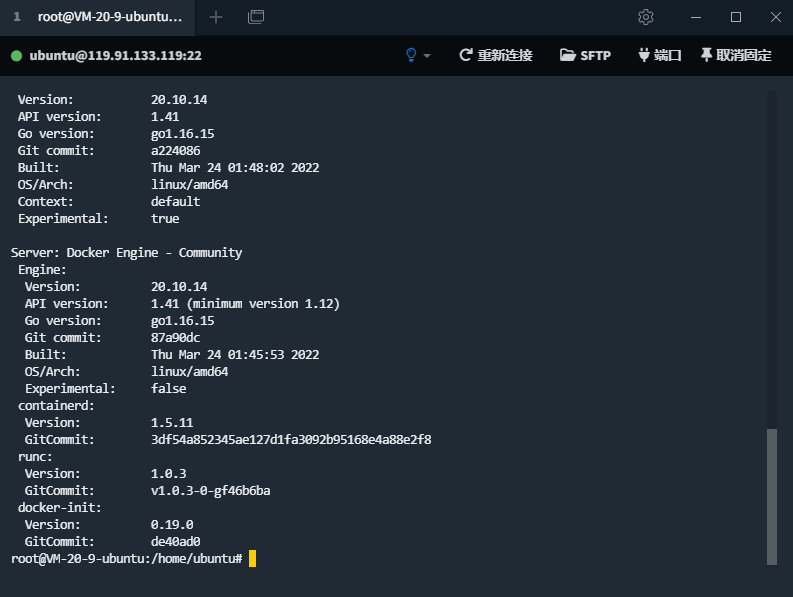 1 root@VM-20-9-ubuntu...
ubuntu@119.91.133.119:22 重新连接 SFTP 端口 取消固定
Version: 20.10.14
API version: 1.41
Go version: go1.16.15
Git commit: a224086
Built: Thu Mar 24 01:48:02 2022
OS/Arch: linux/amd64
Context: default
Experimental: true
Server: Docker Engine - Community
Engine:
Version: 20.10.14
API version: 1.41 (minimum version 1.12)
Go version: go1.16.15
Git commit: 87a90dc
Built: Thu Mar 24 01:45:53 2022
OS/Arch: linux/amd64
Experimental: false
containerd:
Version: 1.5.11
GitCommit: 3df54a852345ae127d1fa3092b95168e4a88e2f8
runc:
Version: 1.0.3
GitCommit: v1.0.3-0-gf46b6ba
docker-init:
Version: 0.19.0
GitCommit: de40ad0
root@VM-20-9-ubuntu:/home/ubuntu#